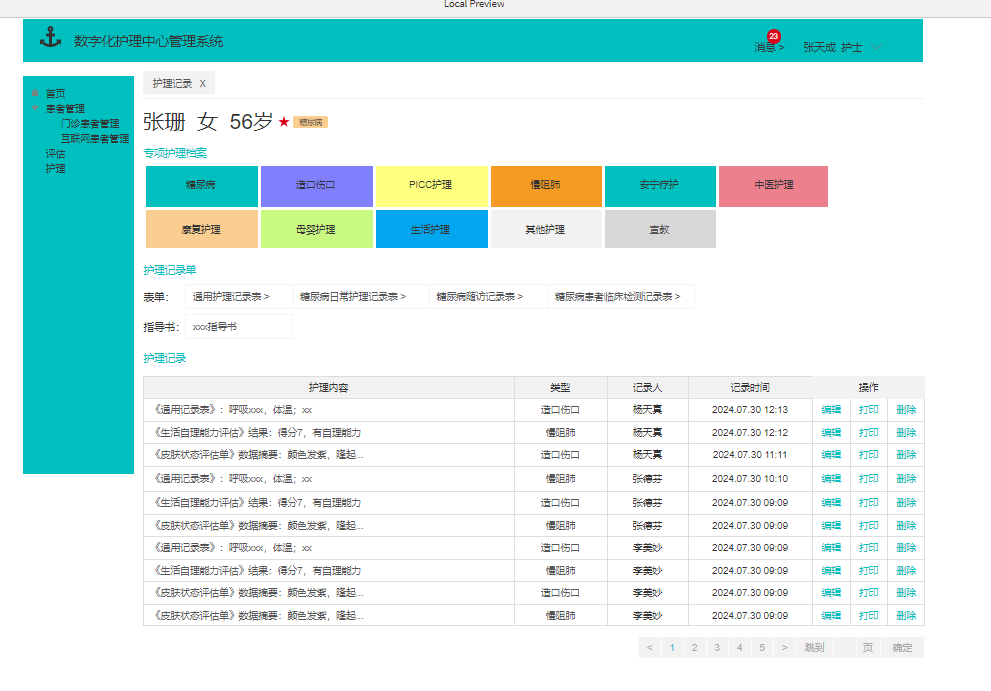 Local Preview
数字化护理中心管理系统
23
消息 > 张天成 护士
首页
患者管理
门诊患者管理
互联网患者管理
评估
护理
护理记录 X
张珊 女 56岁 ★ 糖尿病
专项护理档案
糖尿病 造口伤口 PICC护理 慢阻肺 安宁疗护 中医护理
康复护理 母婴护理 生活护理 其他护理 宣教
护理记录单
表单： 通用护理记录表 > 糖尿病日常护理记录表 > 糖尿病随访记录表 > 糖尿病患者临床检测记录表 >
指导书： xxx指导书
护理记录
护理内容 类型 记录人 记录时间 操作
《通用记录表》：呼吸xxx，体温；xx 造口伤口 杨天真 2024.07.30 12:13 编辑 打印 删除
《生活自理能力评估》结果：得分7，有自理能力 慢阻肺 杨天真 2024.07.30 12:12 编辑 打印 删除
《皮肤状态评估单》数据摘要：颜色发紫，隆起... 造口伤口 杨天真 2024.07.30 11:11 编辑 打印 删除
《通用记录表》：呼吸xxx，体温；xx 慢阻肺 张德芬 2024.07.30 10:10 编辑 打印 删除
《生活自理能力评估》结果：得分7，有自理能力 造口伤口 张德芬 2024.07.30 09:09 编辑 打印 删除
《皮肤状态评估单》数据摘要：颜色发紫，隆起... 慢阻肺 张德芬 2024.07.30 09:09 编辑 打印 删除
《通用记录表》：呼吸xxx，体温；xx 造口伤口 李美妙 2024.07.30 09:09 编辑 打印 删除
《生活自理能力评估》结果：得分7，有自理能力 慢阻肺 李美妙 2024.07.30 09:09 编辑 打印 删除
《皮肤状态评估单》数据摘要：颜色发紫，隆起... 造口伤口 李美妙 2024.07.30 09:09 编辑 打印 删除
《皮肤状态评估单》数据摘要：颜色发紫，隆起... 慢阻肺 李美妙 2024.07.30 09:09 编辑 打印 删除
< 1 2 3 4 5 > 跳到 页 确定